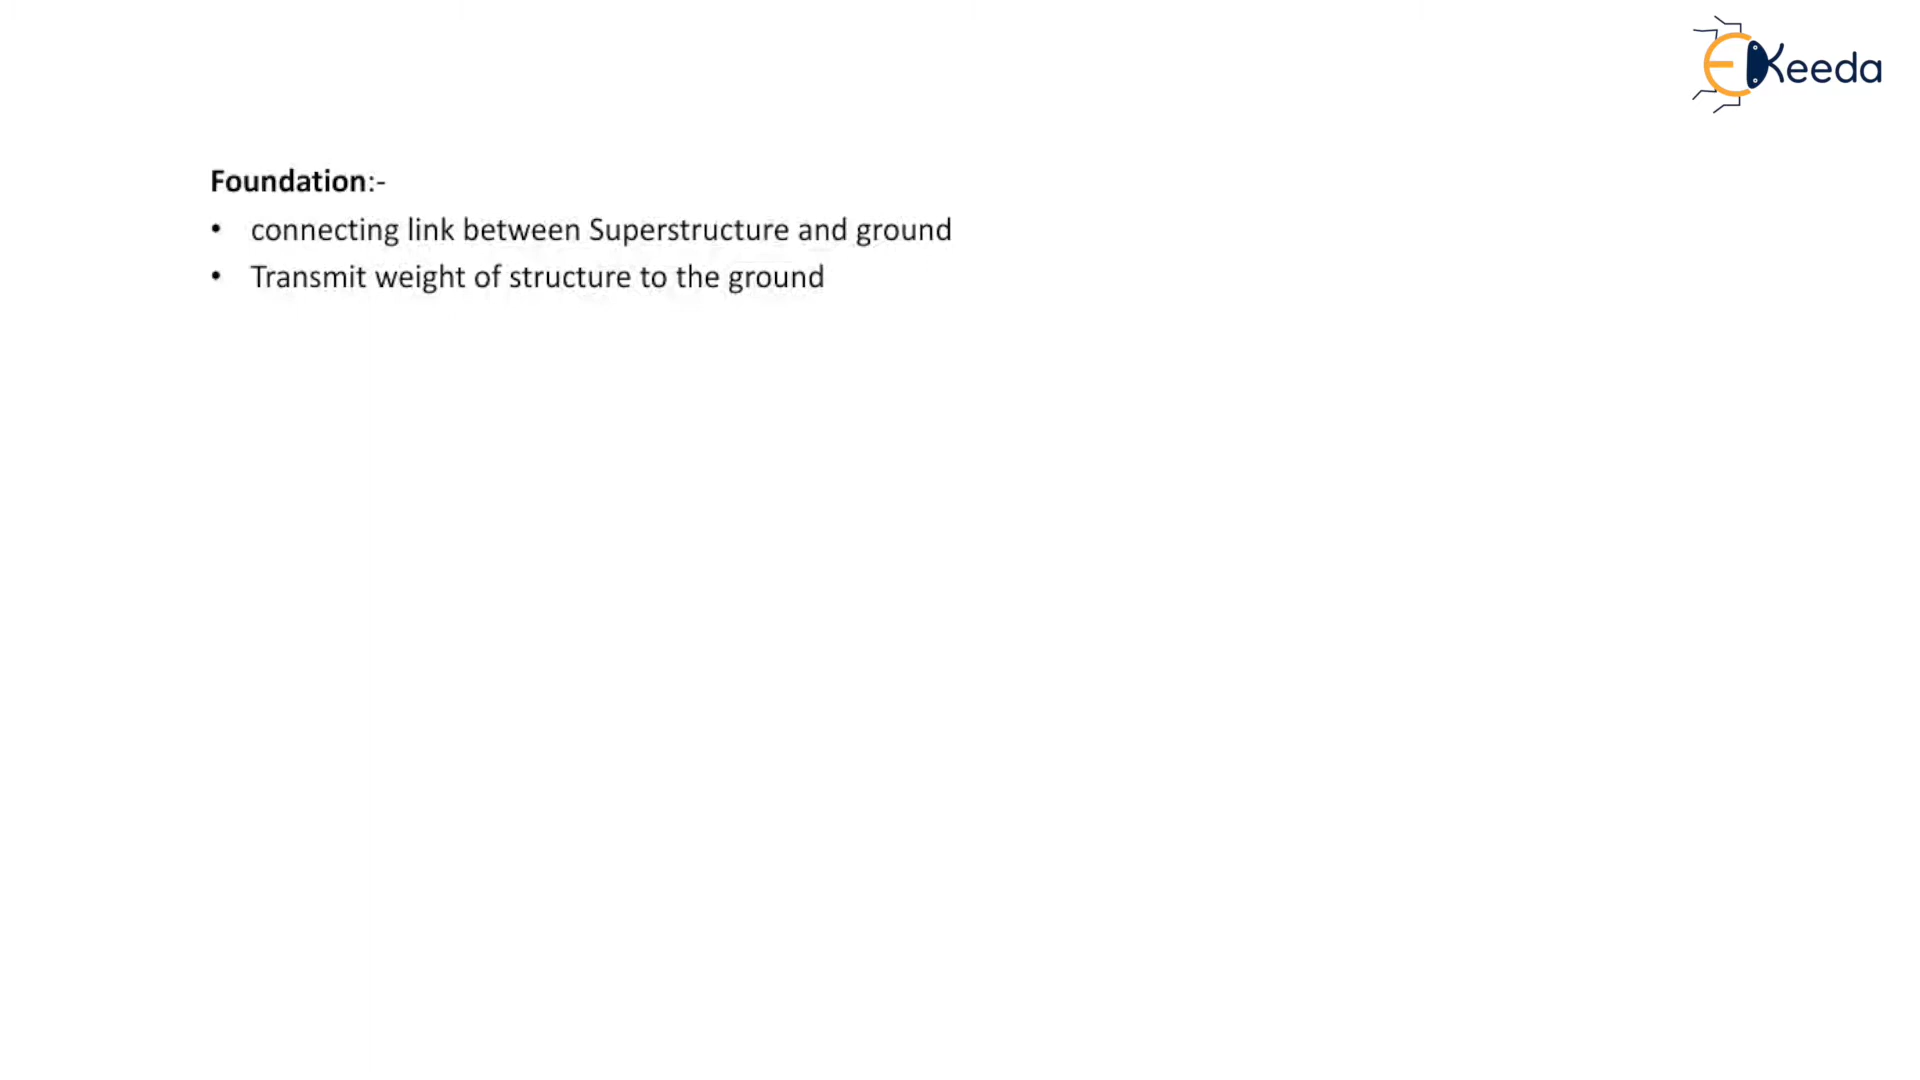 EKeeda
Foundation:-
• connecting link between Superstructure and ground
• Transmit weight of structure to the ground